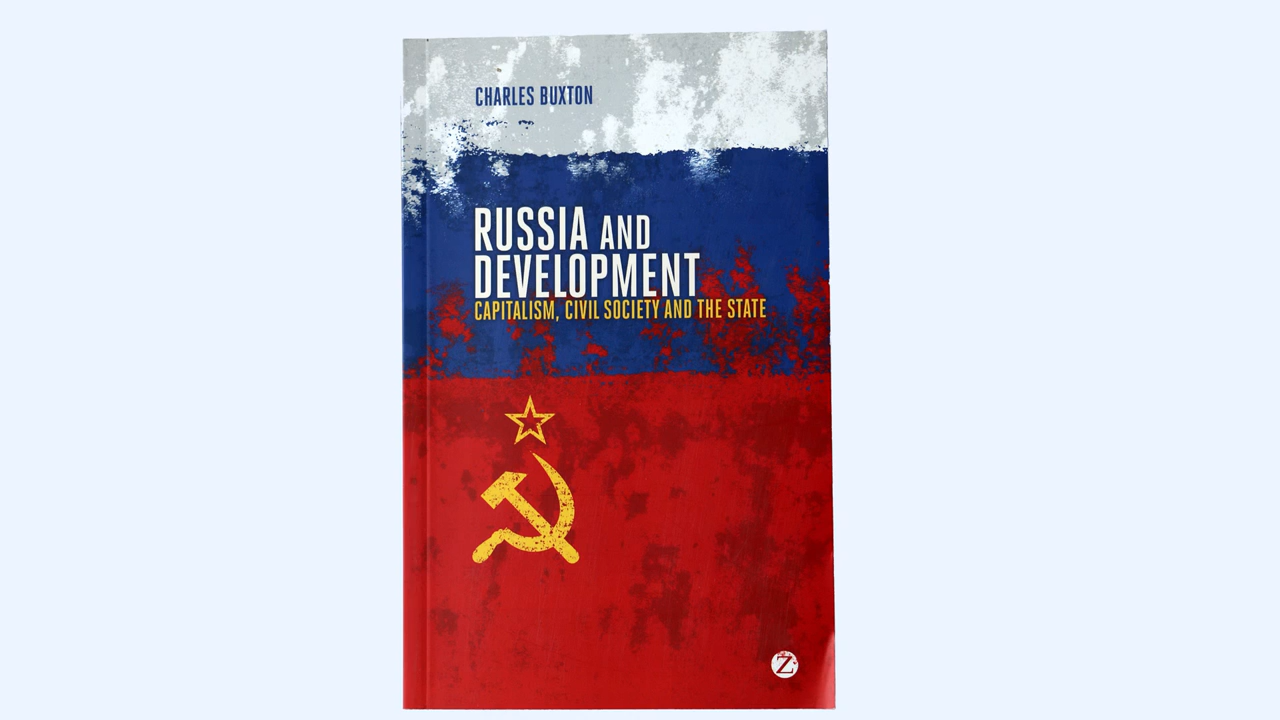 CHARLES BUXTON
RUSSIA AND
DEVELOPMENT
CAPITALISM, CIVIL SOCIETY AND THE STATE
Z